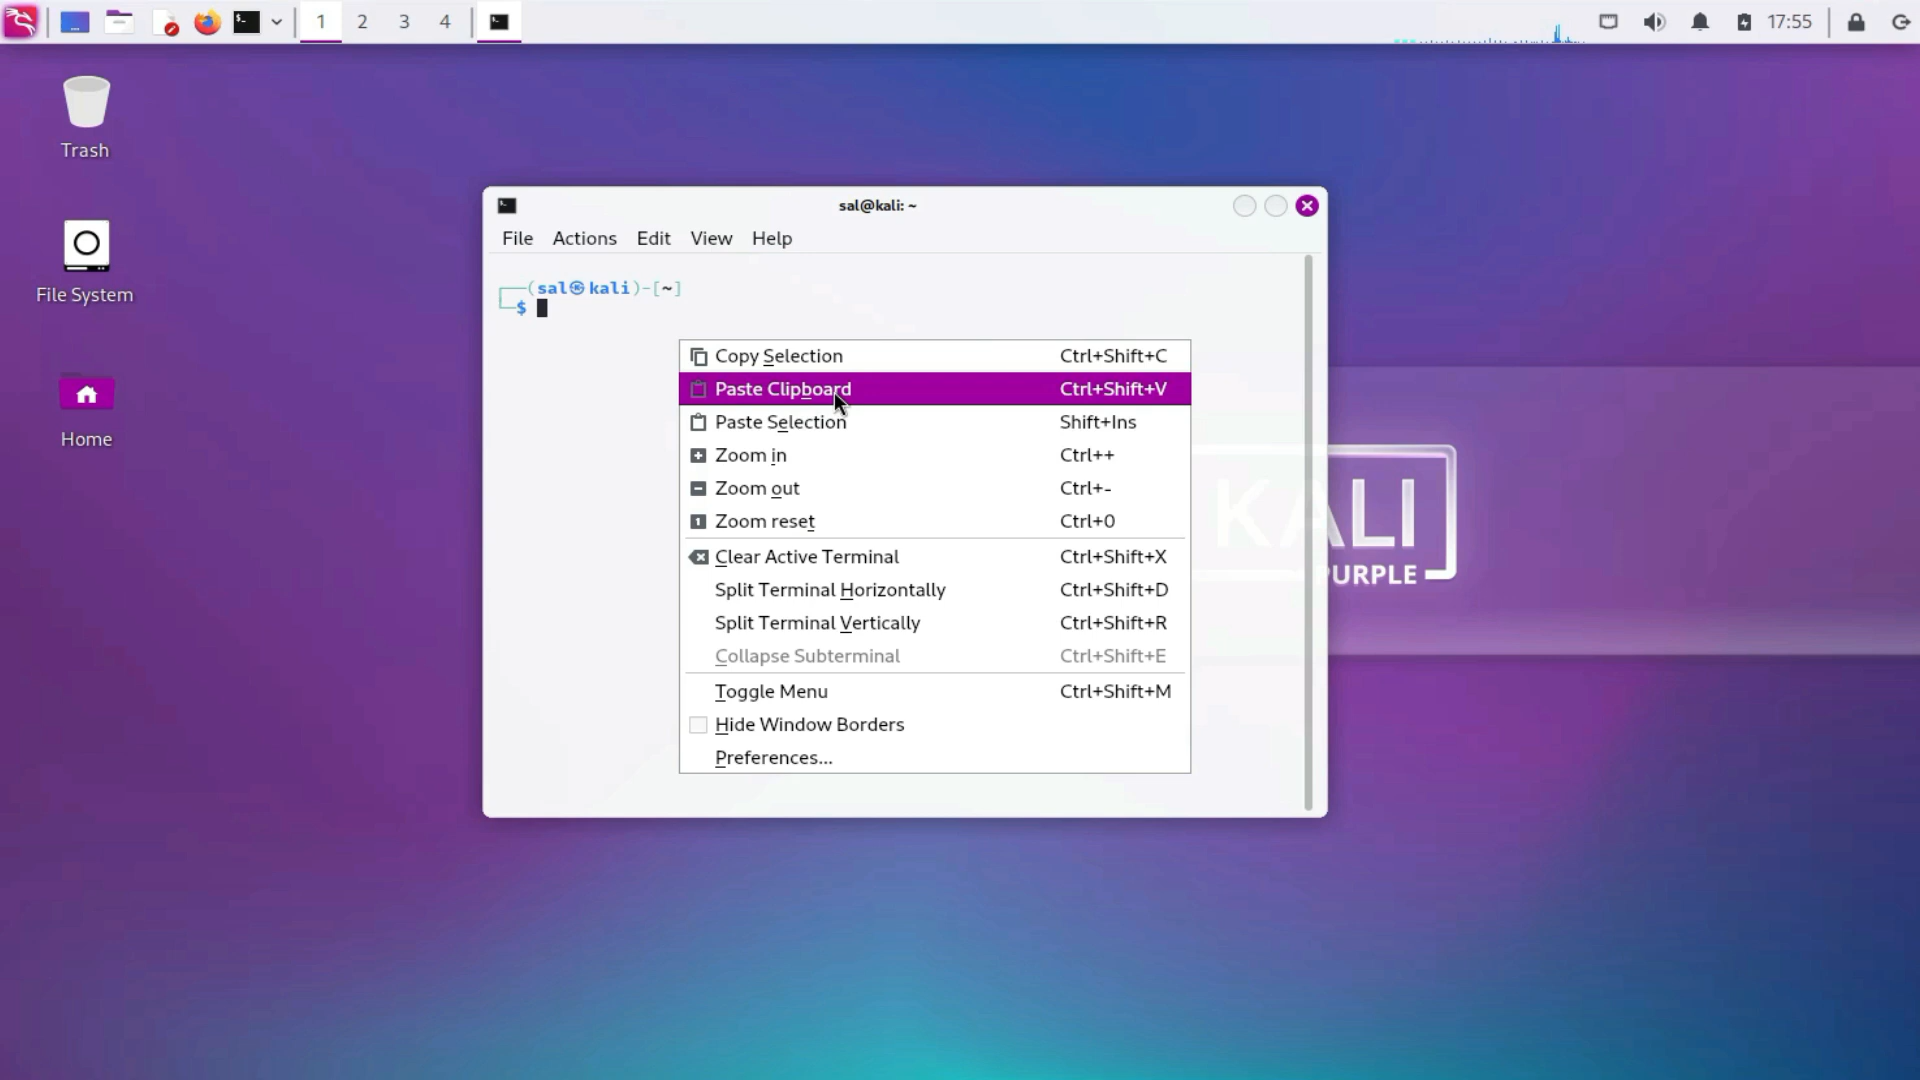 1 2 3 4 17:55
Trash
File System
Home
sal@kali: ~
File Actions Edit View Help
┌──(sal㉿kali)-[~]
└─$
Copy Selection Ctrl+Shift+C
Paste Clipboard Ctrl+Shift+V
Paste Selection Shift+Ins
Zoom in Ctrl++
Zoom out Ctrl+-
Zoom reset Ctrl+0
Clear Active Terminal Ctrl+Shift+X
Split Terminal Horizontally Ctrl+Shift+D
Split Terminal Vertically Ctrl+Shift+R
Collapse Subterminal Ctrl+Shift+E
Toggle Menu Ctrl+Shift+M
Hide Window Borders
Preferences...
KALI
PURPLE